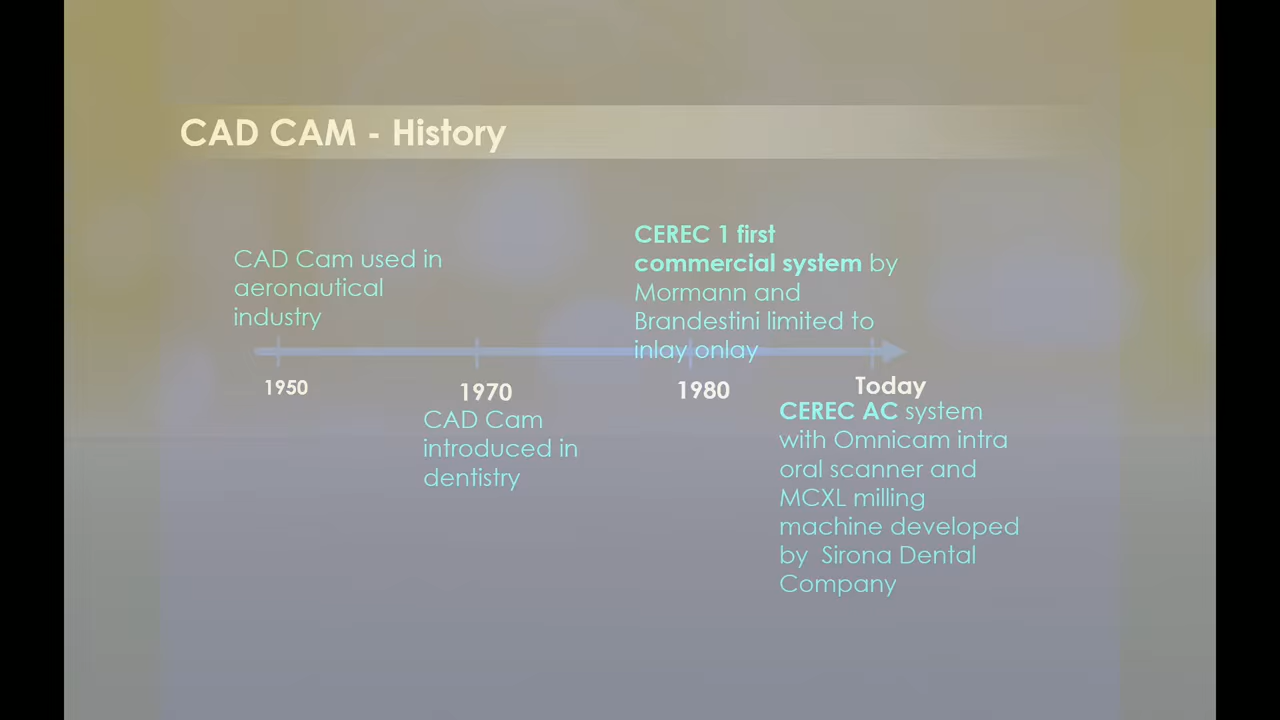 CAD CAM - History
CAD Cam used in
aeronautical
industry
CEREC 1 first
commercial system by
Mormann and
Brandestini limited to
inlay onlay
1950
1970
1980
Today
CAD Cam
introduced in
dentistry
CEREC AC system
with Omnicam intra
oral scanner and
MCXL milling
machine developed
by  Sirona Dental
Company